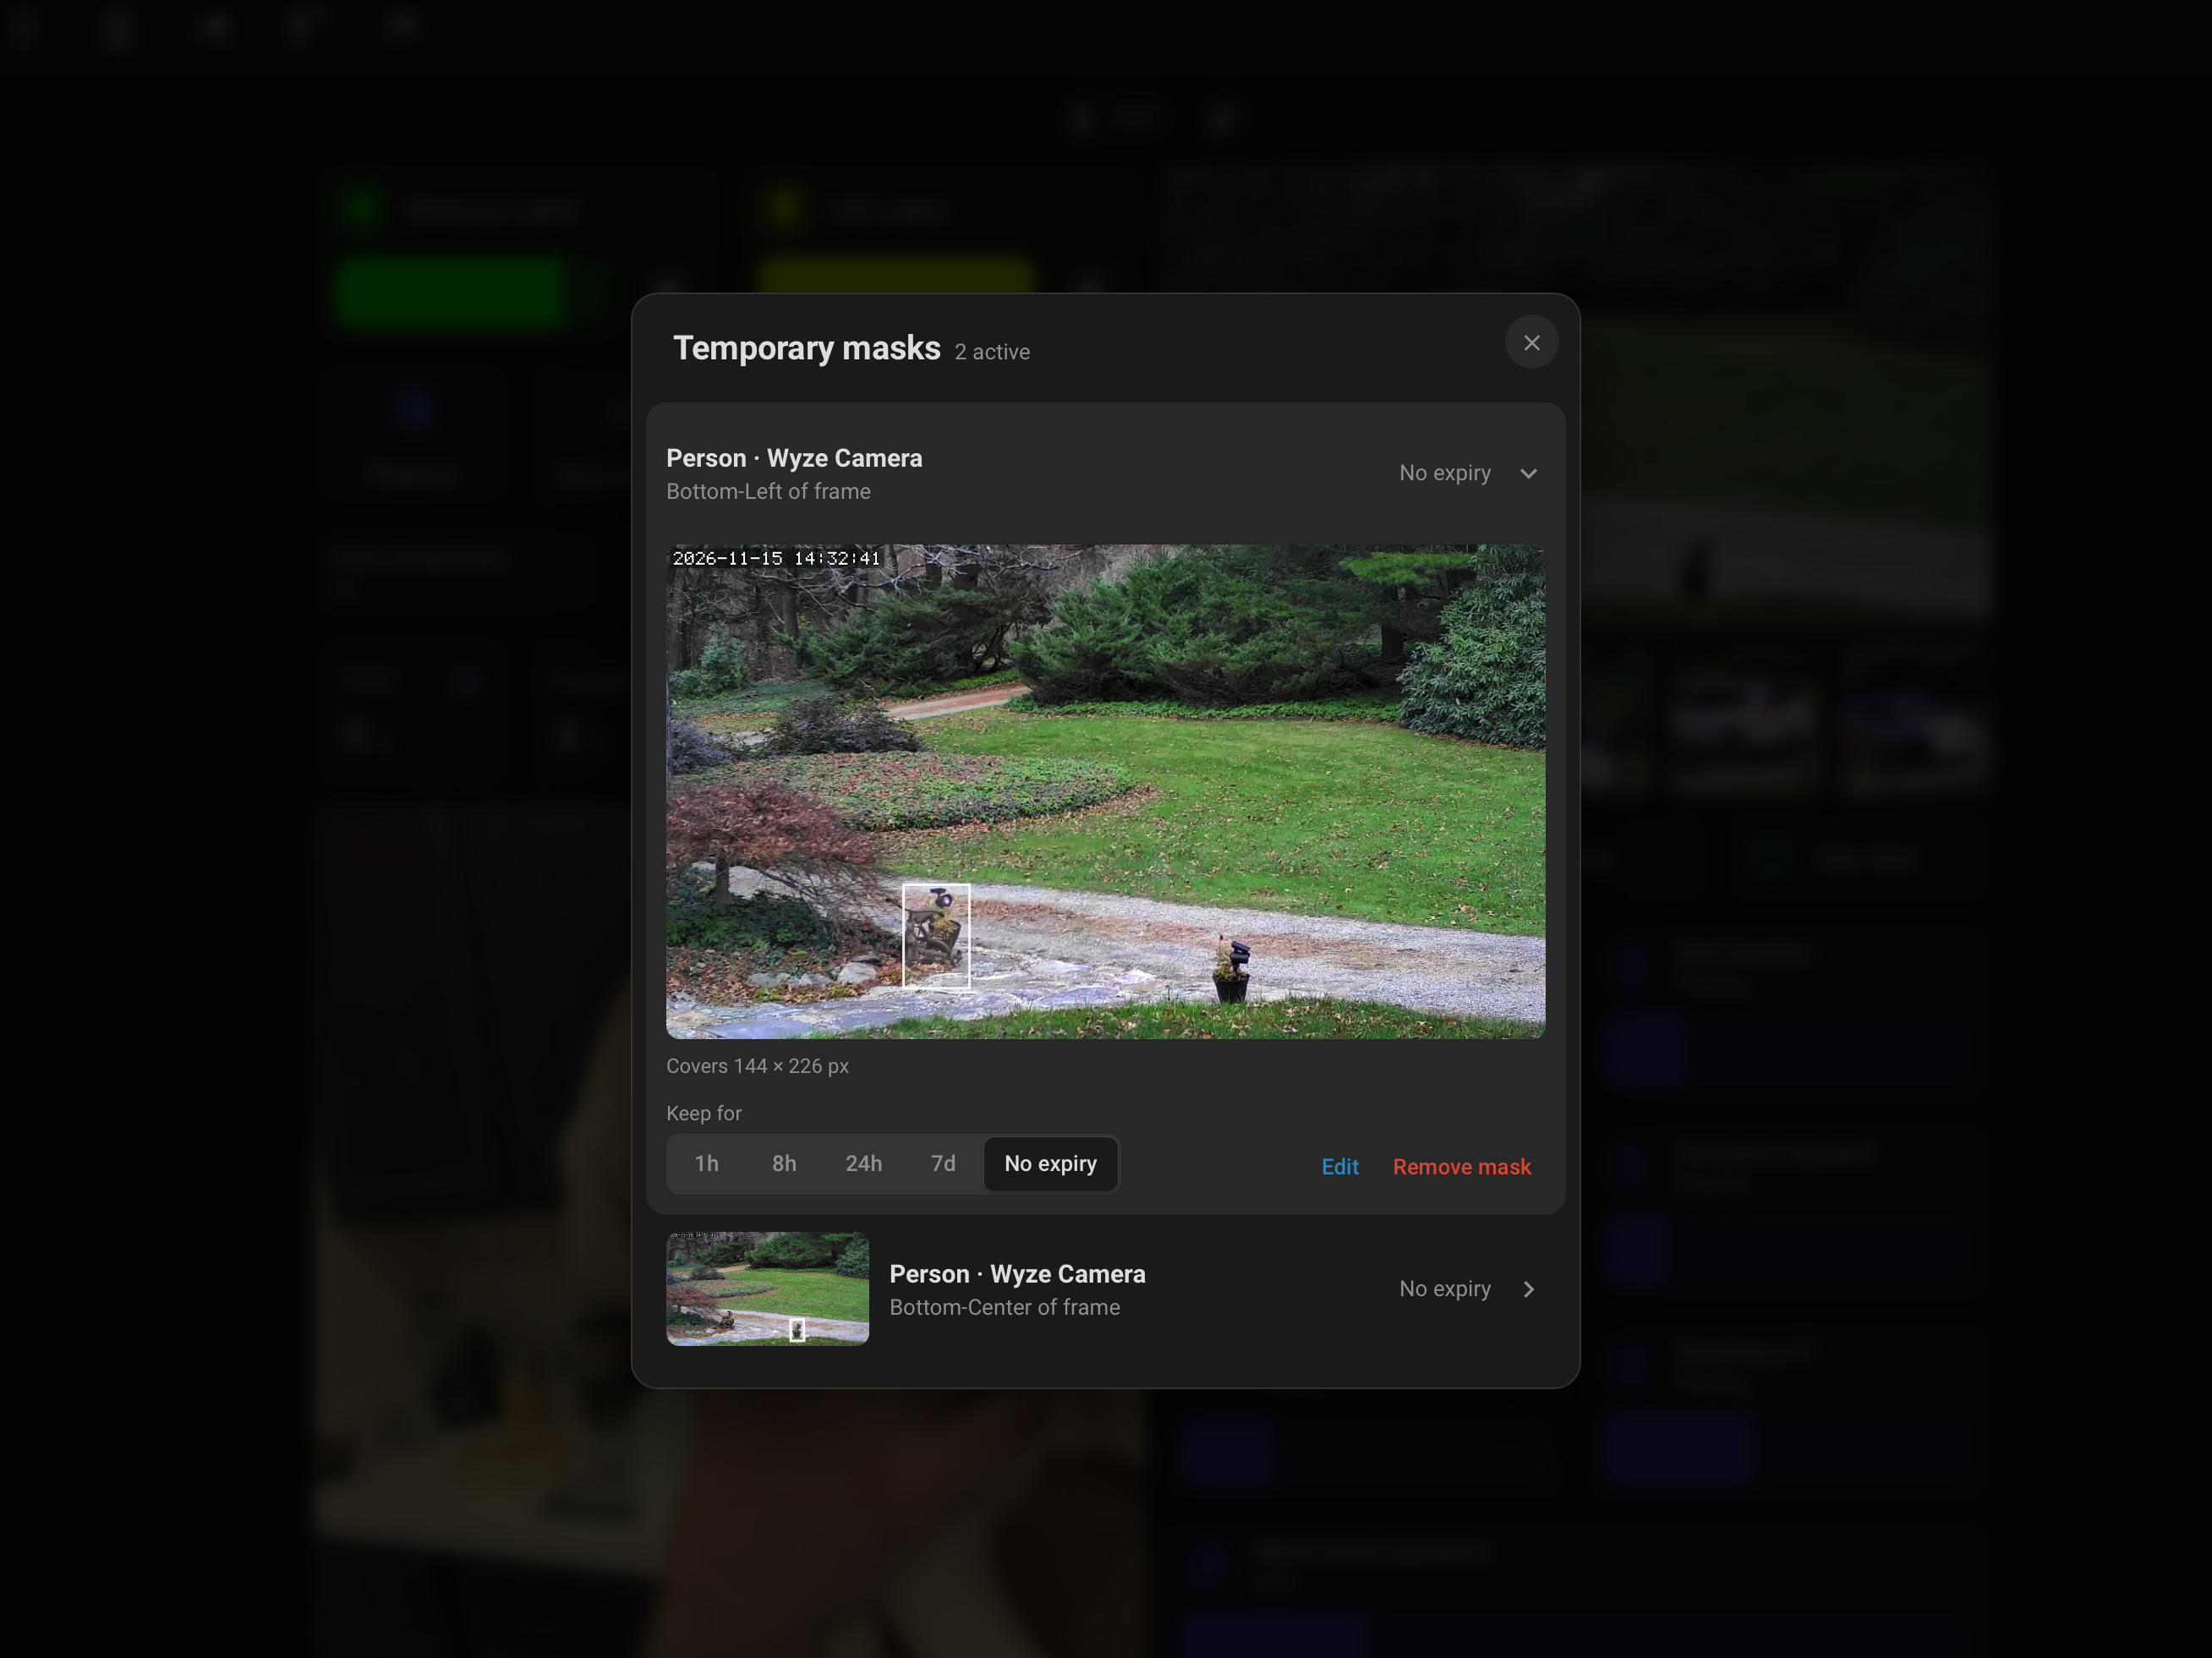 Temporary masks 2 active
Person · Wyze Camera
Bottom-Left of frame
No expiry
2026-11-15 14:32:41
Covers 144 × 226 px
Keep for
1h 8h 24h 7d No expiry
Edit Remove mask
Person · Wyze Camera
Bottom-Center of frame
No expiry